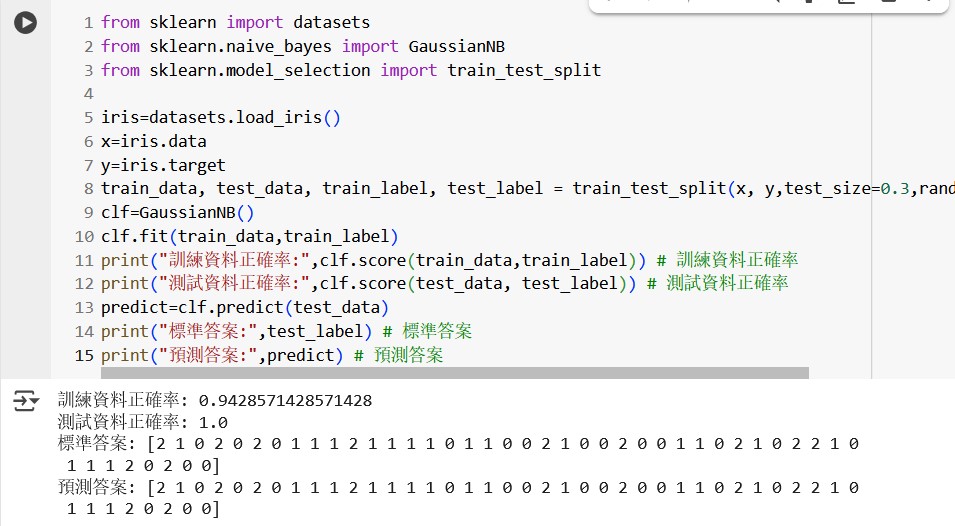 1 from sklearn import datasets
2 from sklearn.naive_bayes import GaussianNB
3 from sklearn.model_selection import train_test_split
4
5 iris=datasets.load_iris()
6 x=iris.data
7 y=iris.target
8 train_data, test_data, train_label, test_label = train_test_split(x, y,test_size=0.3,rand
9 clf=GaussianNB()
10 clf.fit(train_data,train_label)
11 print("訓練資料正確率:",clf.score(train_data,train_label)) # 訓練資料正確率
12 print("測試資料正確率:",clf.score(test_data, test_label)) # 測試資料正確率
13 predict=clf.predict(test_data)
14 print("標準答案:",test_label) # 標準答案
15 print("預測答案:",predict) # 預測答案
訓練資料正確率: 0.9428571428571428
測試資料正確率: 1.0
標準答案: [2 1 0 2 0 2 0 1 1 1 2 1 1 1 1 0 1 1 0 0 2 1 0 0 2 0 0 1 1 0 2 1 0 2 2 1 0
1 1 1 2 0 2 0 0]
預測答案: [2 1 0 2 0 2 0 1 1 1 2 1 1 1 1 0 1 1 0 0 2 1 0 0 2 0 0 1 1 0 2 1 0 2 2 1 0
1 1 1 2 0 2 0 0]